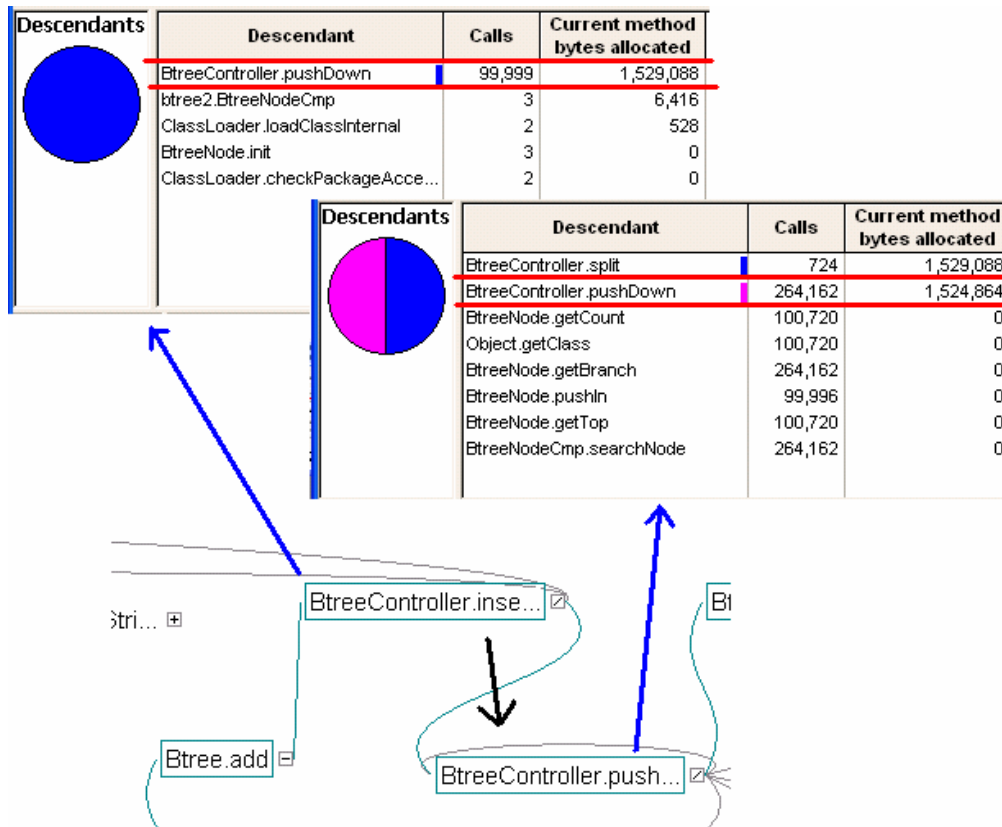 Descendants
Descendant Calls Current method bytes allocated
BtreeController.pushDown 99,999 1,529,088
btree2.BtreeNodeCmp 3 6,416
ClassLoader.loadClassInternal 2 528
BtreeNode.init 3 0
ClassLoader.checkPackageAcce... 2 0
Descendants
Descendant Calls Current method bytes allocated
BtreeController.split 724 1,529,088
BtreeController.pushDown 264,162 1,524,864
BtreeNode.getCount 100,720 0
Object.getClass 100,720 0
BtreeNode.getBranch 264,162 0
BtreeNode.pushIn 99,996 0
BtreeNode.getTop 100,720 0
BtreeNodeCmp.searchNode 264,162 0
BtreeController.inse...
Bt
Stri...
Btree.add
BtreeController.push...